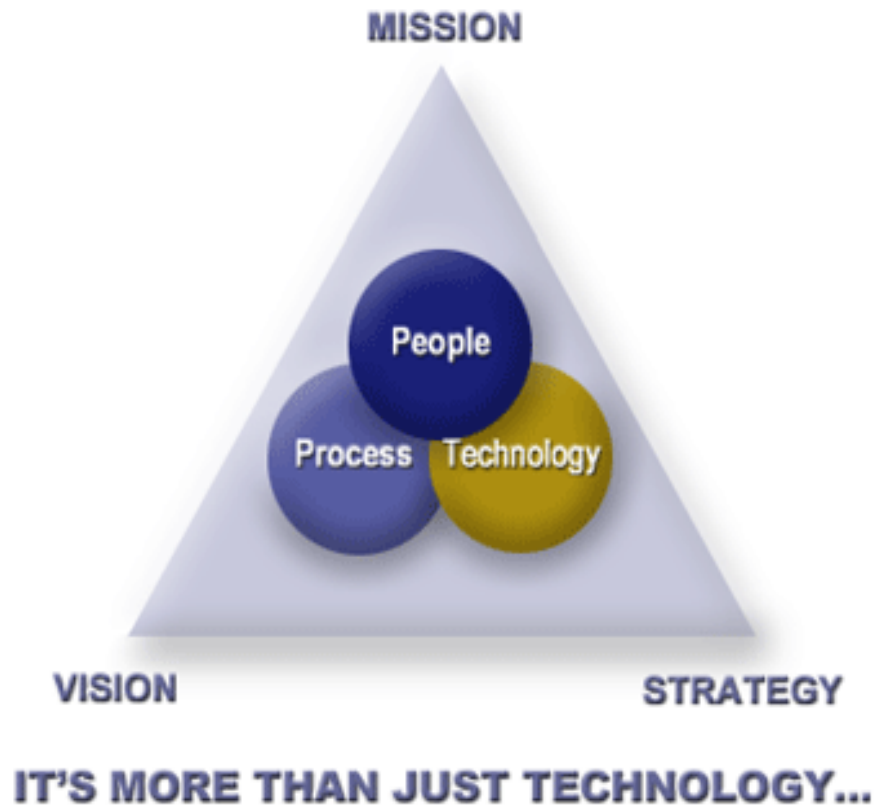 MISSION
People
Process Technology
VISION STRATEGY
IT'S MORE THAN JUST TECHNOLOGY...